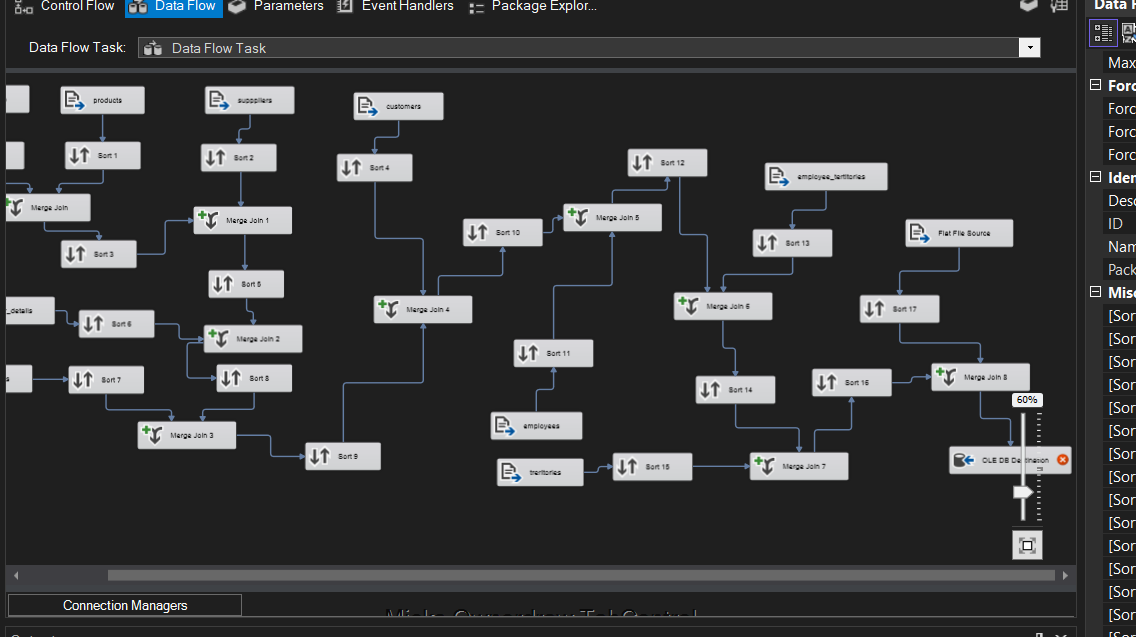 Control Flow
Data Flow
Parameters
Event Handlers
Package Explor...
Data Flow Task:
Data Flow Task
products
supppliers
customers
Sort 1
Sort 2
Sort 4
Sort 12
employee_territories
Merge Join
Merge Join 1
Sort 10
Merge Join 5
Sort 3
Sort 13
Flat File Source
Sort 5
Merge Join 4
Merge Join 6
Sort 17
_details
Sort 6
Merge Join 2
Sort 11
s
Sort 7
Sort 8
Sort 14
Sort 16
Merge Join 8
60%
employees
Merge Join 3
Sort 9
OLE DB Destination
treritories
Sort 15
Merge Join 7
Connection Managers
Max
Forc
Forc
Forc
Forc
Iden
Desc
ID
Nam
Pack
Misc
[Sor
[Sor
[Sor
[Sor
[Sor
[Sor
[Sor
[Sor
[Sor
[Sor
[Sor
[Sor
[Sor
[Sor